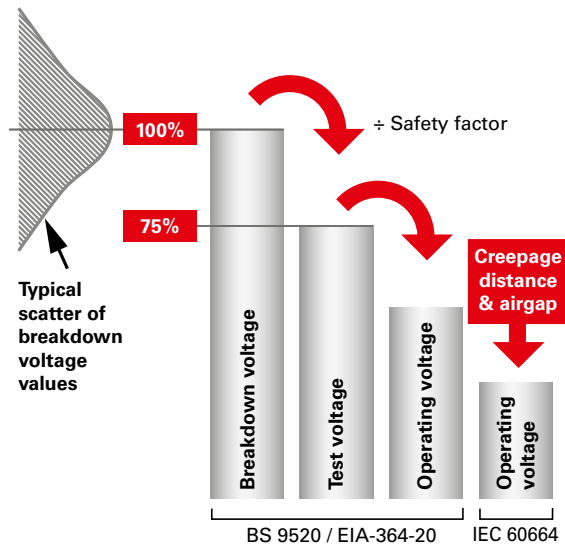 100%
÷ Safety factor
75%
Typical
scatter of
breakdown
voltage
values
Creepage
distance
& airgap
Breakdown voltage
Test voltage
Operating voltage
Operating
voltage
BS 9520 / EIA-364-20
IEC 60664